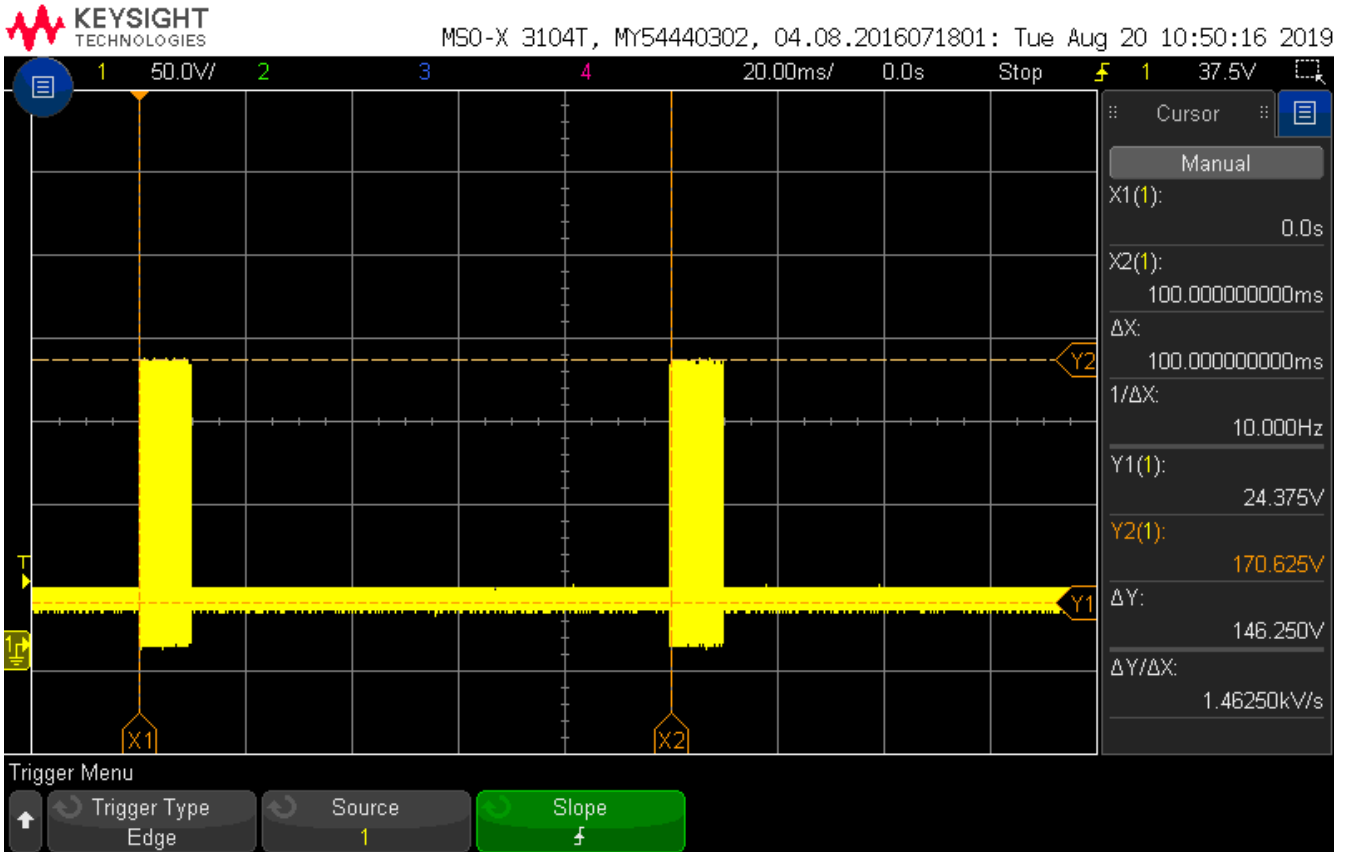 KEYSIGHT
TECHNOLOGIES
MSO-X 3104T, MY54440302, 04.08.2016071801: Tue Aug 20 10:50:16 2019
1 50.0V/ 2 3 4 20.00ms/ 0.0s Stop 1 37.5V
Cursor
Manual
X1(1):
0.0s
X2(1):
100.000000000ms
ΔX:
100.000000000ms
1/ΔX:
10.000Hz
Y1(1):
24.375V
Y2(1):
170.625V
ΔY:
146.250V
ΔY/ΔX:
1.46250kV/s
Y2
T
Y1
1
X1 X2
Trigger Menu
Trigger Type
Edge
Source
1
Slope